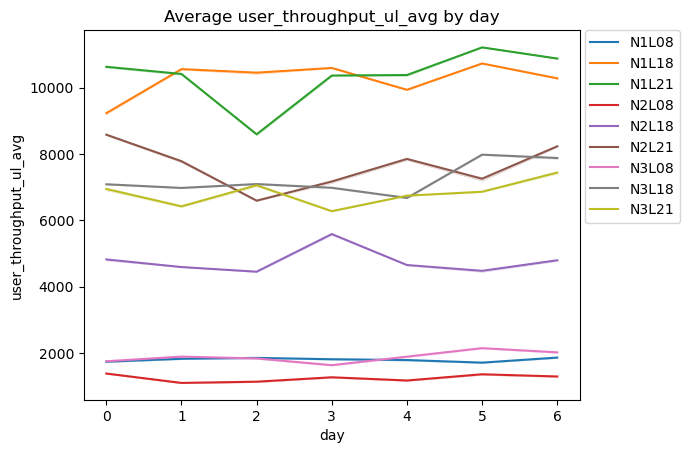 Average user_throughput_ul_avg by day
user_throughput_ul_avg
10000
8000
6000
4000
2000
0 1 2 3 4 5 6
day
N1L08
N1L18
N1L21
N2L08
N2L18
N2L21
N3L08
N3L18
N3L21